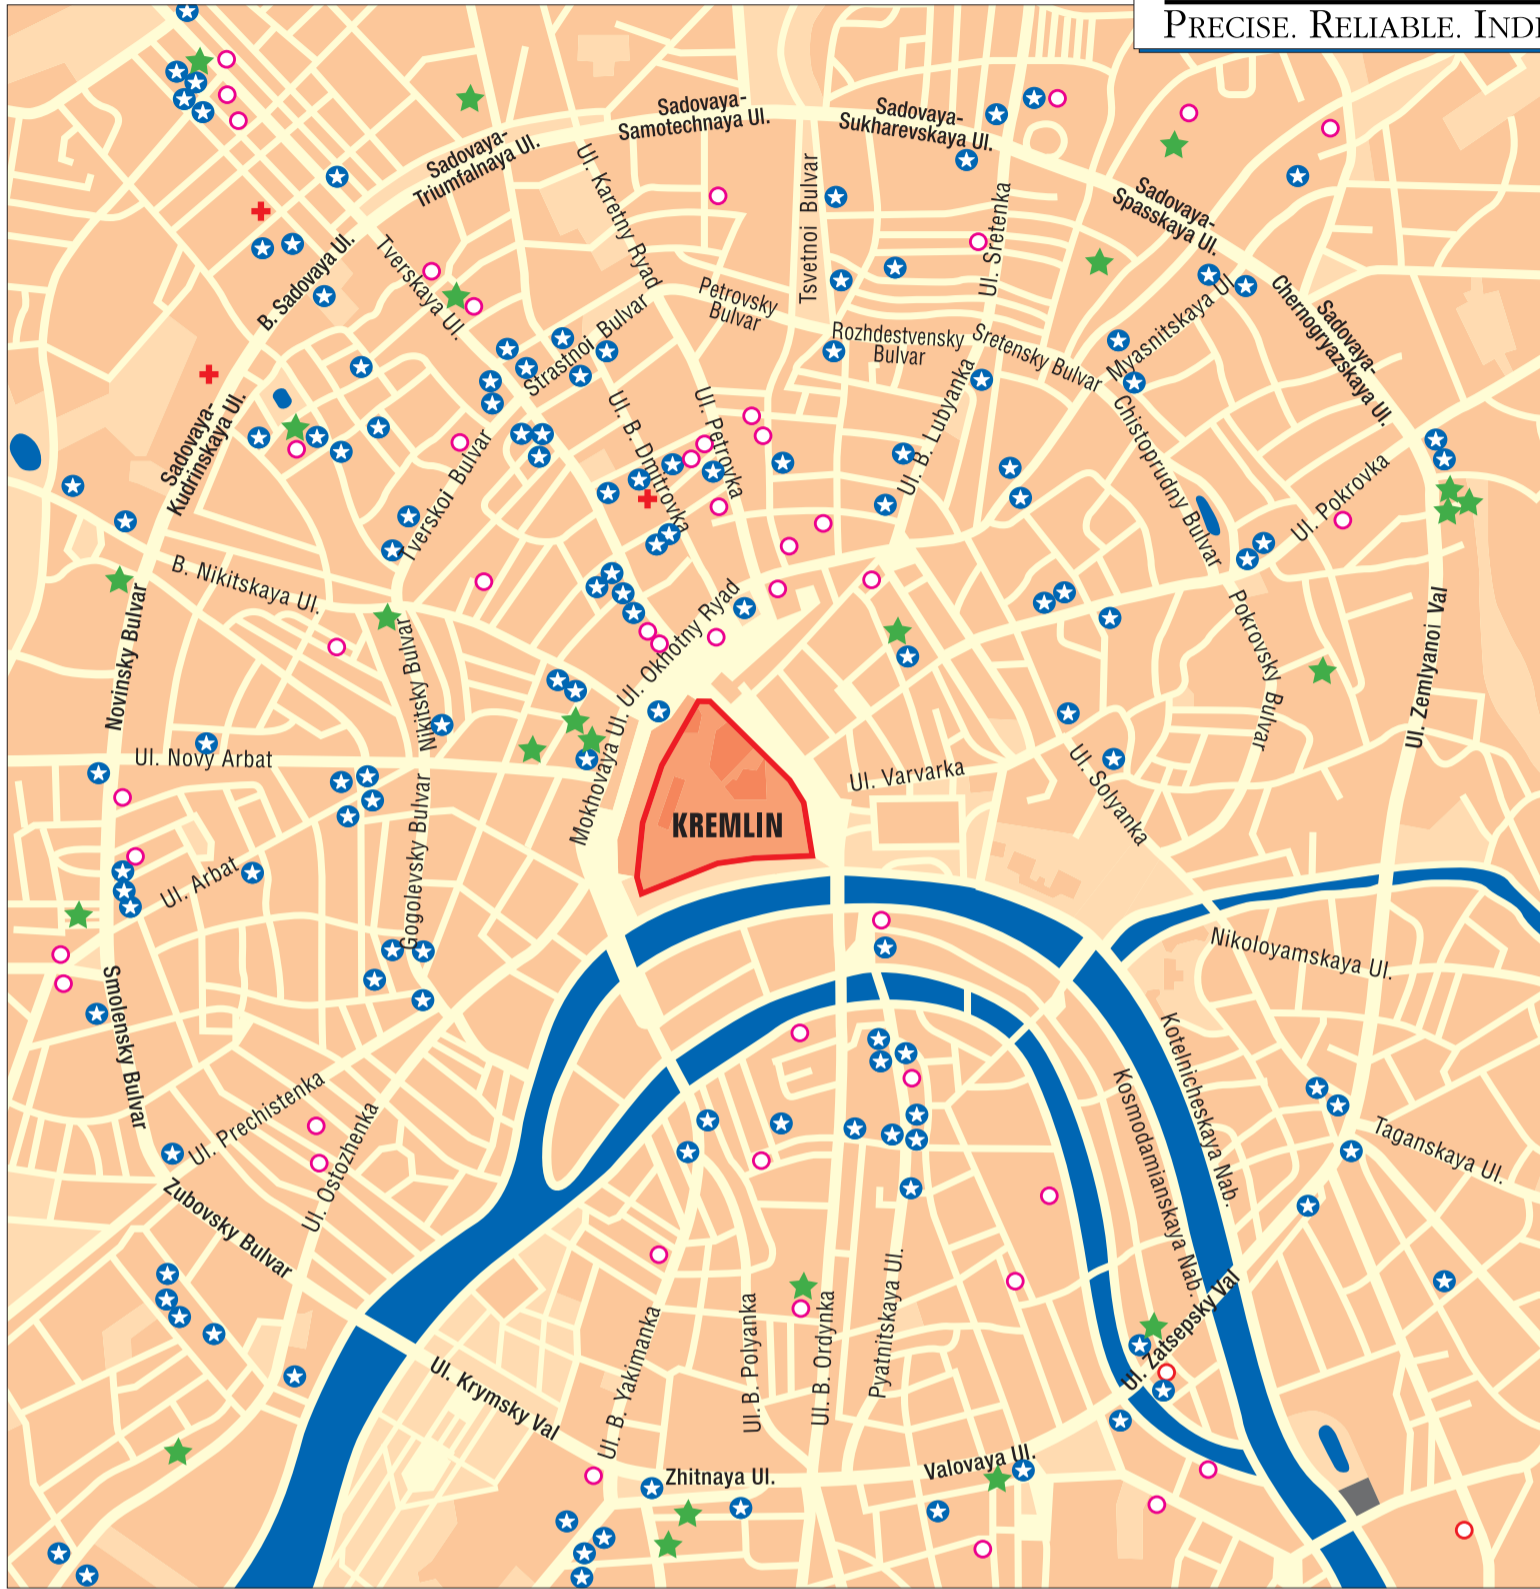 PRECISE. RELIABLE. INDE
Sadovaya-
Samotechnaya Ul.
Sadovaya-
Sukharevskaya Ul.
Sadovaya-
Triumfalnaya Ul.
Ul. Karetny Ryad
Tsvetnoi Bulvar
Ul. Sretenka
Sadovaya-
Spasskaya Ul.
B. Sadovaya Ul.
Tverskaya Ul.
Petrovsky
Bulvar
Rozhdestvensky
Bulvar
Sretensky Bulvar
Myasnitskaya Ul.
Sadovaya-
Chernogryazskaya Ul.
Strastnoi Bulvar
Sadovaya-
Kudrinskaya Ul.
Tverskoi Bulvar
Ul. B. Dmitrovka
Ul. Petrovka
Ul. B. Lubyanka
Chistoprudny Bulvar
Ul. Pokrovka
B. Nikitskaya Ul.
Novinsky Bulvar
Nikitsky Bulvar
Ul. Okhotny Ryad
Pokrovsky Bulvar
Ul. Zemlyanoi Val
Ul. Novy Arbat
Mokhovaya Ul.
KREMLIN
Ul. Varvarka
Ul. Solyanka
Ul. Arbat
Gogolevsky Bulvar
Nikoloyamskaya Ul.
Smolensky Bulvar
Ul. Prechistenka
Ul. Ostozhenka
Kotelnicheskaya Nab.
Kosmodamianskaya Nab.
Taganskaya Ul.
Zubovsky Bulvar
Ul. Krymsky Val
Ul. B. Yakimanka
Ul.B. Polyanka
Ul. B. Ordynka
Pyatnitskaya Ul.
Ul. Zatsepsky Val
Zhitnaya Ul.
Valovaya Ul.